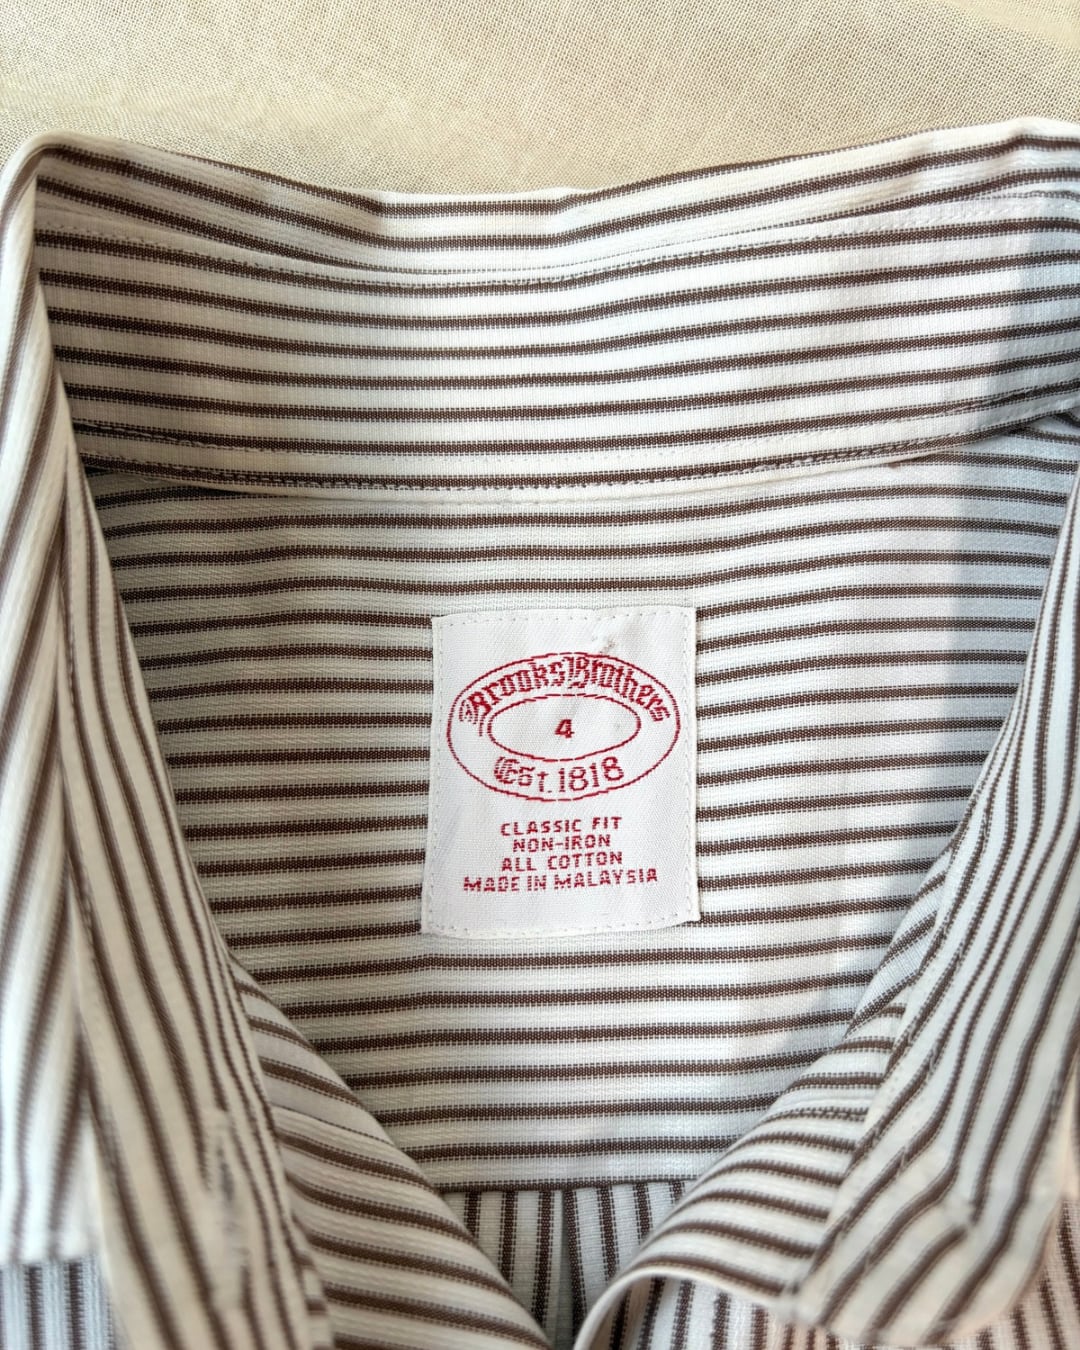 Brooks Brothers
4
Est. 1818
CLASSIC FIT
NON-IRON
ALL COTTON
MADE IN MALAYSIA